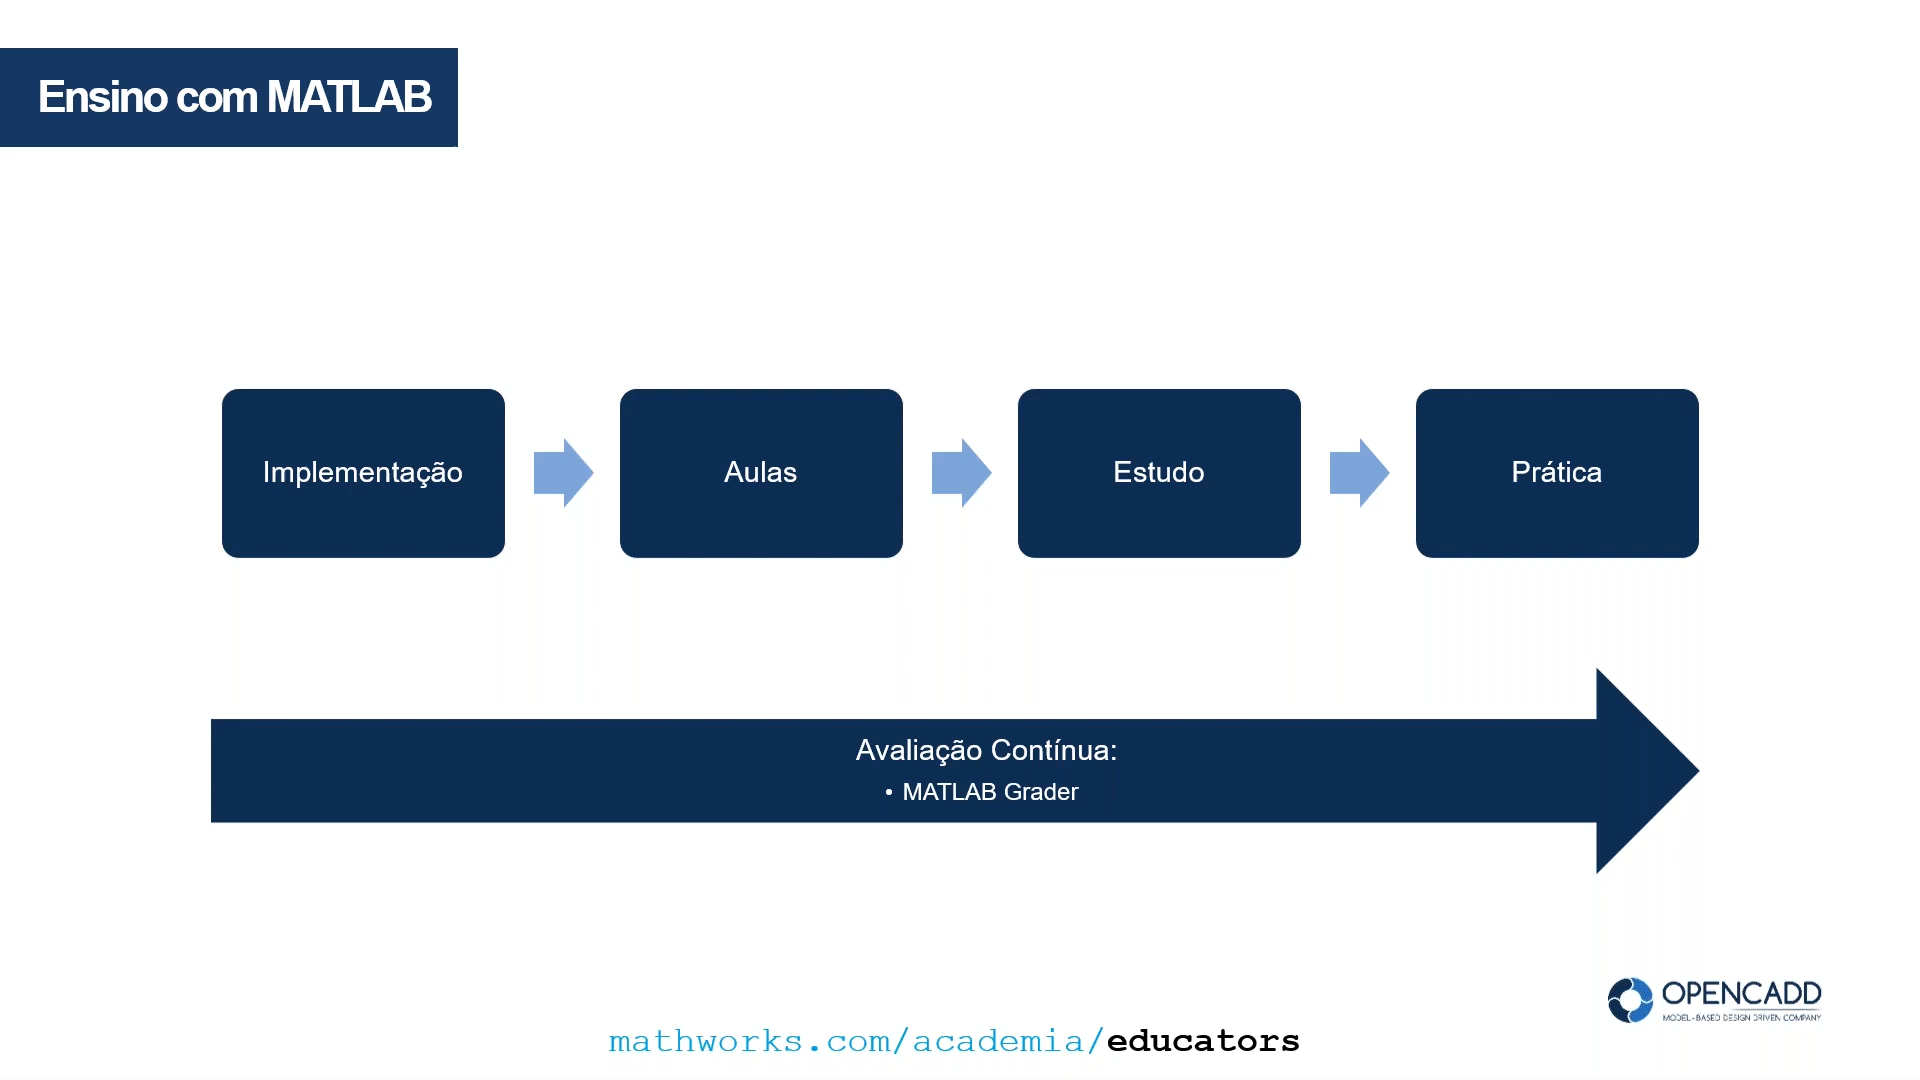 Ensino com MATLAB
Implementação
Aulas
Estudo
Prática
Avaliação Contínua:
• MATLAB Grader
OPENCADD
MODEL-BASED DESIGN DRIVEN COMPANY
mathworks.com/academia/educators